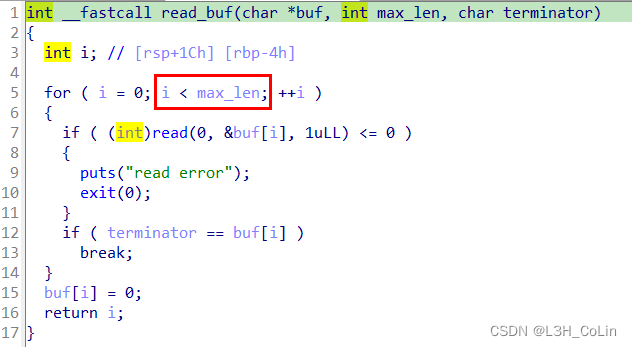 1 int __fastcall read_buf(char *buf, int max_len, char terminator)
2 {
3 int i; // [rsp+1Ch] [rbp-4h]
4
5 for ( i = 0; i < max_len; ++i )
6 {
7 if ( (int)read(0, &buf[i], 1uLL) <= 0 )
8 {
9 puts("read error");
10 exit(0);
11 }
12 if ( terminator == buf[i] )
13 break;
14 }
15 buf[i] = 0;
16 return i;
17 }
CSDN @L3H_CoLin